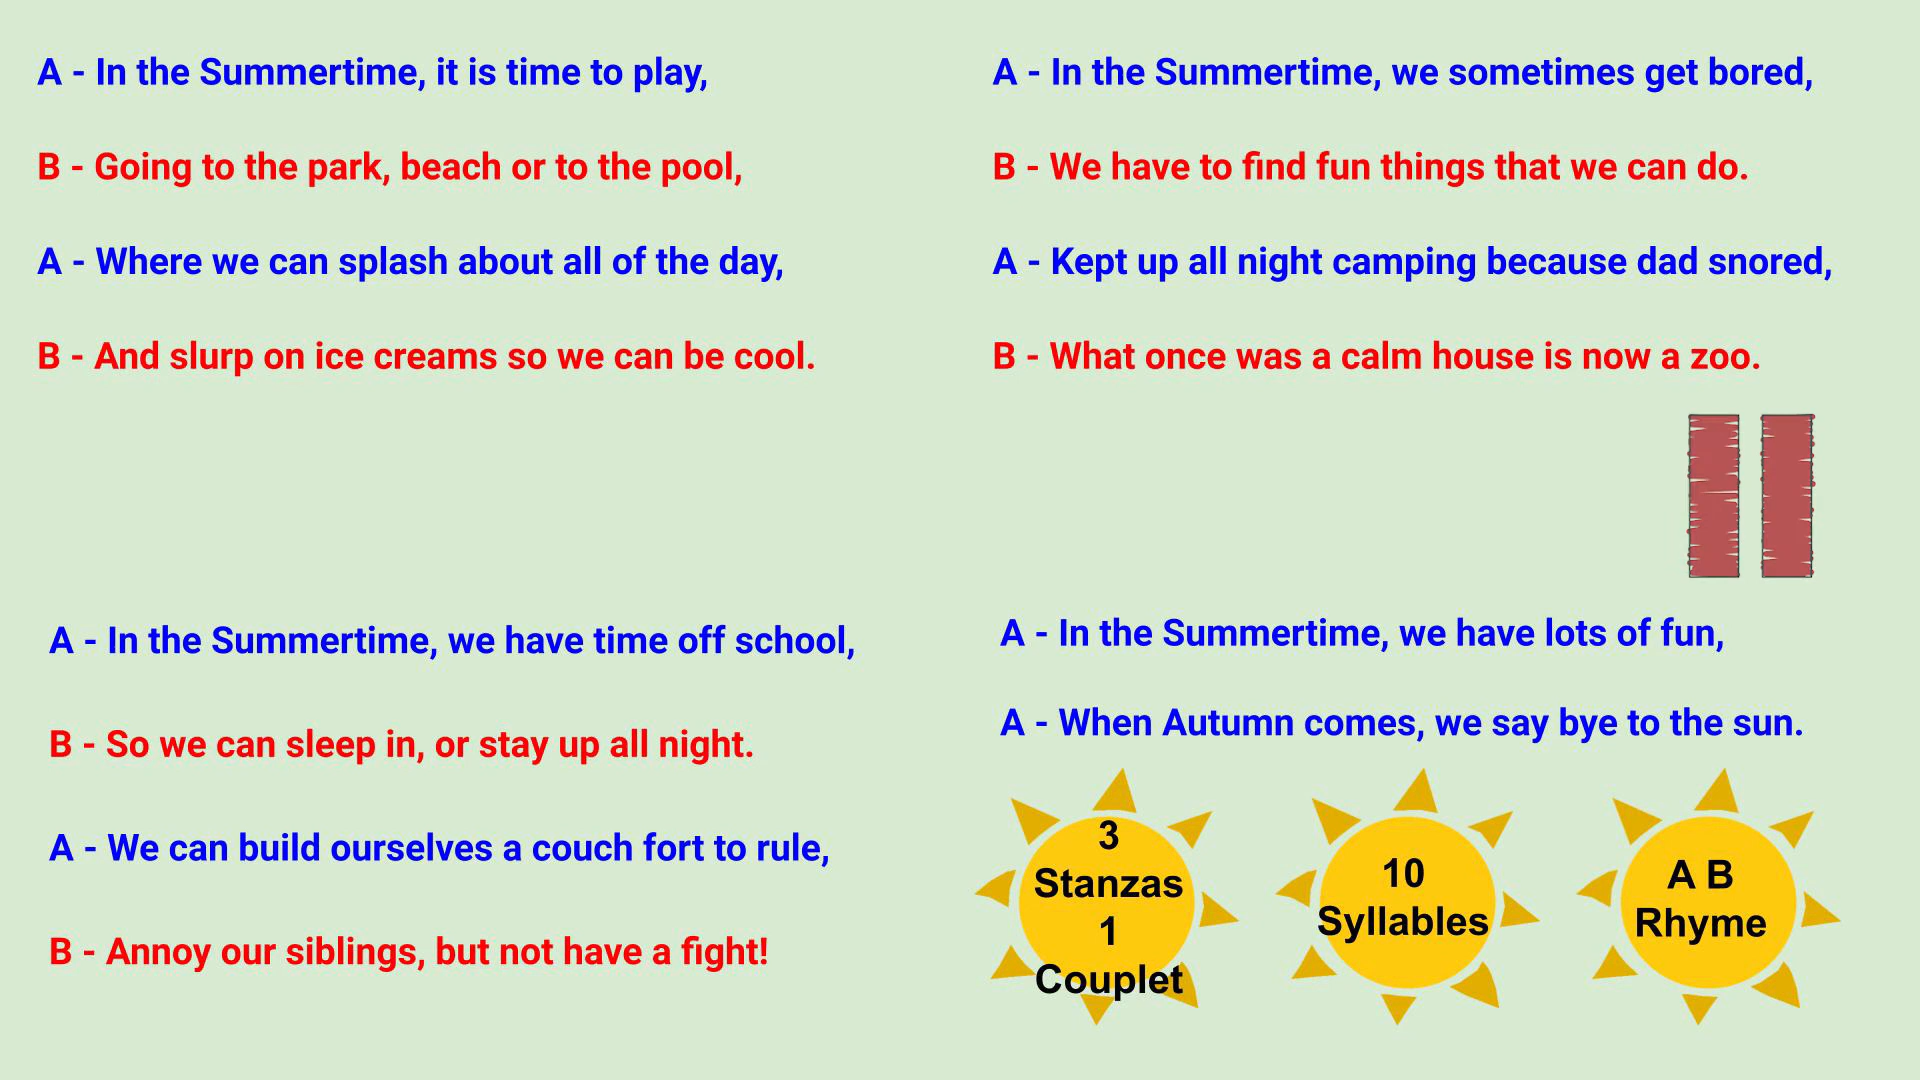 A - In the Summertime, it is time to play,
B - Going to the park, beach or to the pool,
A - Where we can splash about all of the day,
B - And slurp on ice creams so we can be cool.
A - In the Summertime, we have time off school,
B - So we can sleep in, or stay up all night.
A - We can build ourselves a couch fort to rule,
B - Annoy our siblings, but not have a fight!
A - In the Summertime, we sometimes get bored,
B - We have to find fun things that we can do.
A - Kept up all night camping because dad snored,
B - What once was a calm house is now a zoo.
A - In the Summertime, we have lots of fun,
A - When Autumn comes, we say bye to the sun.
3
Stanzas
1
Couplet
10
Syllables
A B
Rhyme